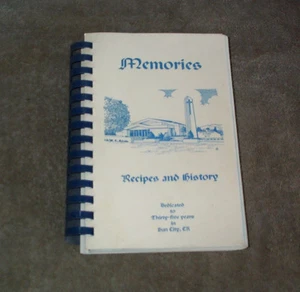 Memories
Recipes and History
Dedicated
to
Thirty-five years
in
Sun City, CA